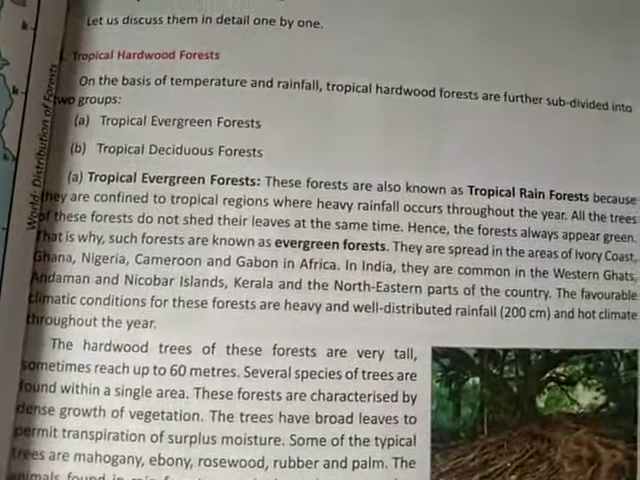 Let us discuss them in detail one by one.
Tropical Hardwood Forests
On the basis of temperature and rainfall, tropical hardwood forests are further sub-divided into
two groups:
(a) Tropical Evergreen Forests
(b) Tropical Deciduous Forests
(a) Tropical Evergreen Forests: These forests are also known as Tropical Rain Forests because
they are confined to tropical regions where heavy rainfall occurs throughout the year. All the trees
of these forests do not shed their leaves at the same time. Hence, the forests always appear green.
That is why, such forests are known as evergreen forests. They are spread in the areas of Ivory Coast,
Ghana, Nigeria, Cameroon and Gabon in Africa. In India, they are common in the Western Ghats,
Andaman and Nicobar Islands, Kerala and the North-Eastern parts of the country. The favourable
climatic conditions for these forests are heavy and well-distributed rainfall (200 cm) and hot climate
throughout the year.
The hardwood trees of these forests are very tall,
sometimes reach up to 60 metres. Several species of trees are
found within a single area. These forests are characterised by
dense growth of vegetation. The trees have broad leaves to
permit transpiration of surplus moisture. Some of the typical
trees are mahogany, ebony, rosewood, rubber and palm. The
animals found in rain
World: Distribution of Forests